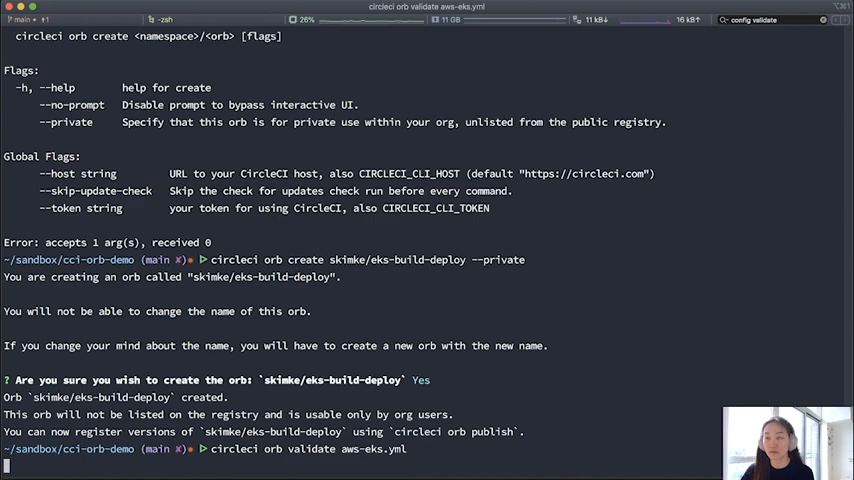 circleci orb validate aws-eks.yml
⌥⌘1
main • ↑1
-zsh
26%
11 GB
11 kB↓
16 kB↑
config validate
circleci orb create <namespace>/<orb> [flags]
Flags:
-h, --help help for create
--no-prompt Disable prompt to bypass interactive UI.
--private Specify that this orb is for private use within your org, unlisted from the public registry.
Global Flags:
--host string URL to your CircleCI host, also CIRCLECI_CLI_HOST (default "https://circleci.com")
--skip-update-check Skip the check for updates check run before every command.
--token string your token for using CircleCI, also CIRCLECI_CLI_TOKEN
Error: accepts 1 arg(s), received 0
~/sandbox/cci-orb-demo (main ✘)✹ ᐅ circleci orb create skimke/eks-build-deploy --private
You are creating an orb called "skimke/eks-build-deploy".
You will not be able to change the name of this orb.
If you change your mind about the name, you will have to create a new orb with the new name.
? Are you sure you wish to create the orb: `skimke/eks-build-deploy` Yes
Orb `skimke/eks-build-deploy` created.
This orb will not be listed on the registry and is usable only by org users.
You can now register versions of `skimke/eks-build-deploy` using `circleci orb publish`.
~/sandbox/cci-orb-demo (main ✘)✹ ᐅ circleci orb validate aws-eks.yml